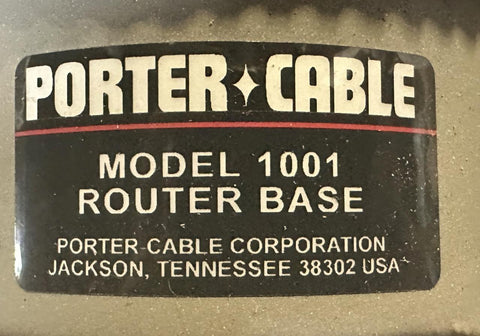 PORTER✦CABLE
MODEL 1001
ROUTER BASE
PORTER-CABLE CORPORATION
JACKSON, TENNESSEE 38302 USA